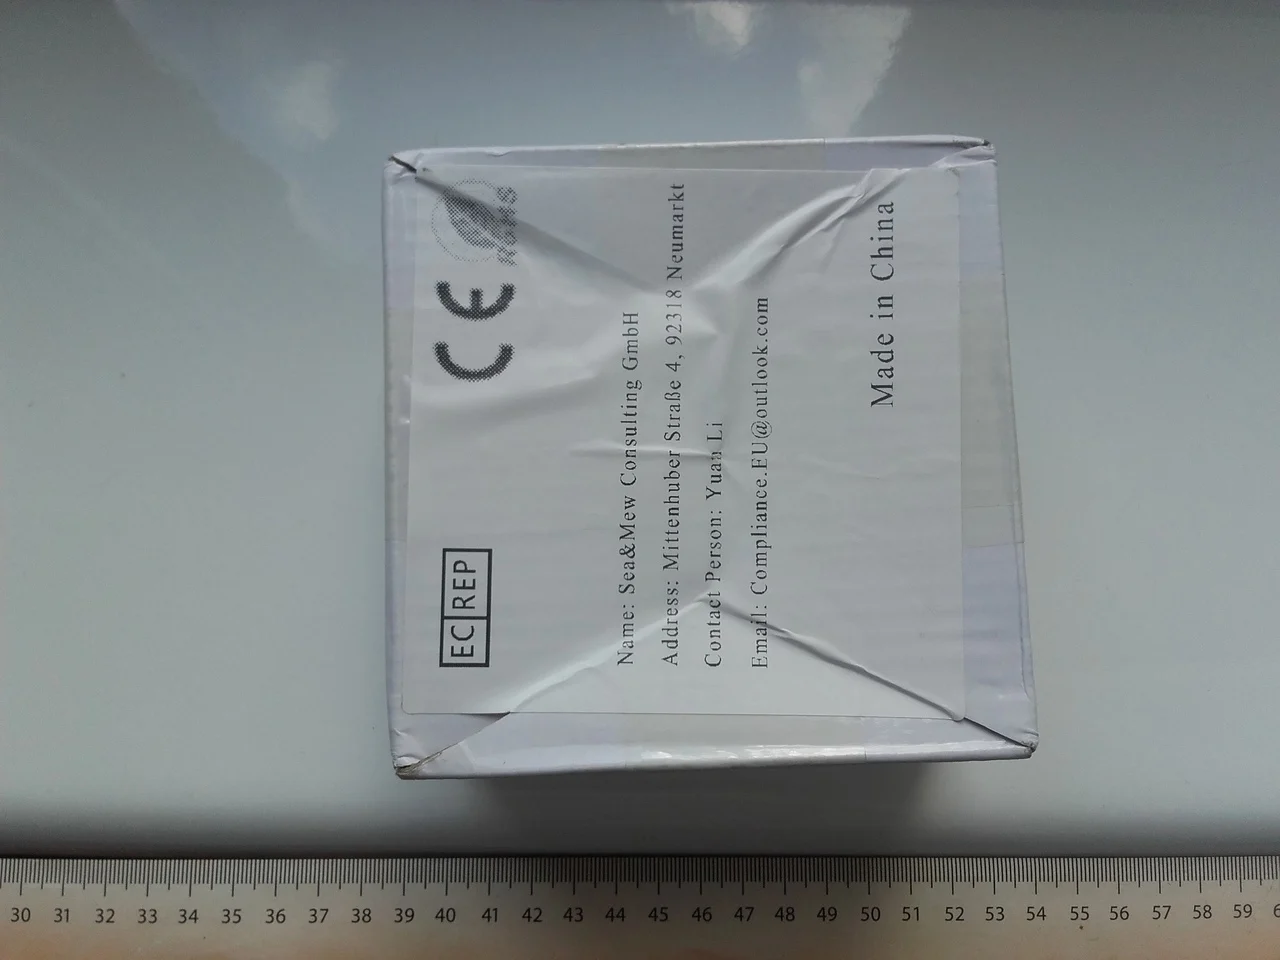 EC REP
CE RoHS
Name: Sea&Mew Consulting GmbH
Address: Mittenhuber Straße 4, 92318 Neumarkt
Contact Person: Yuan Li
Email: Compliance.EU@outlook.com
Made in China
30 31 32 33 34 35 36 37 38 39 40 41 42 43 44 45 46 47 48 49 50 51 52 53 54 55 56 57 58 59